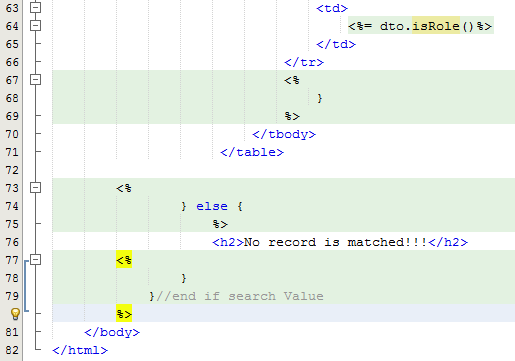 63 <td>
64 <%= dto.isRole()%>
65 </td>
66 </tr>
67 <%
68 }
69 %>
70 </tbody>
71 </table>
72
73 <%
74 } else {
75 %>
76 <h2>No record is matched!!!</h2>
77 <%
78 }
79 }//end if search Value
%>
81 </body>
82 </html>